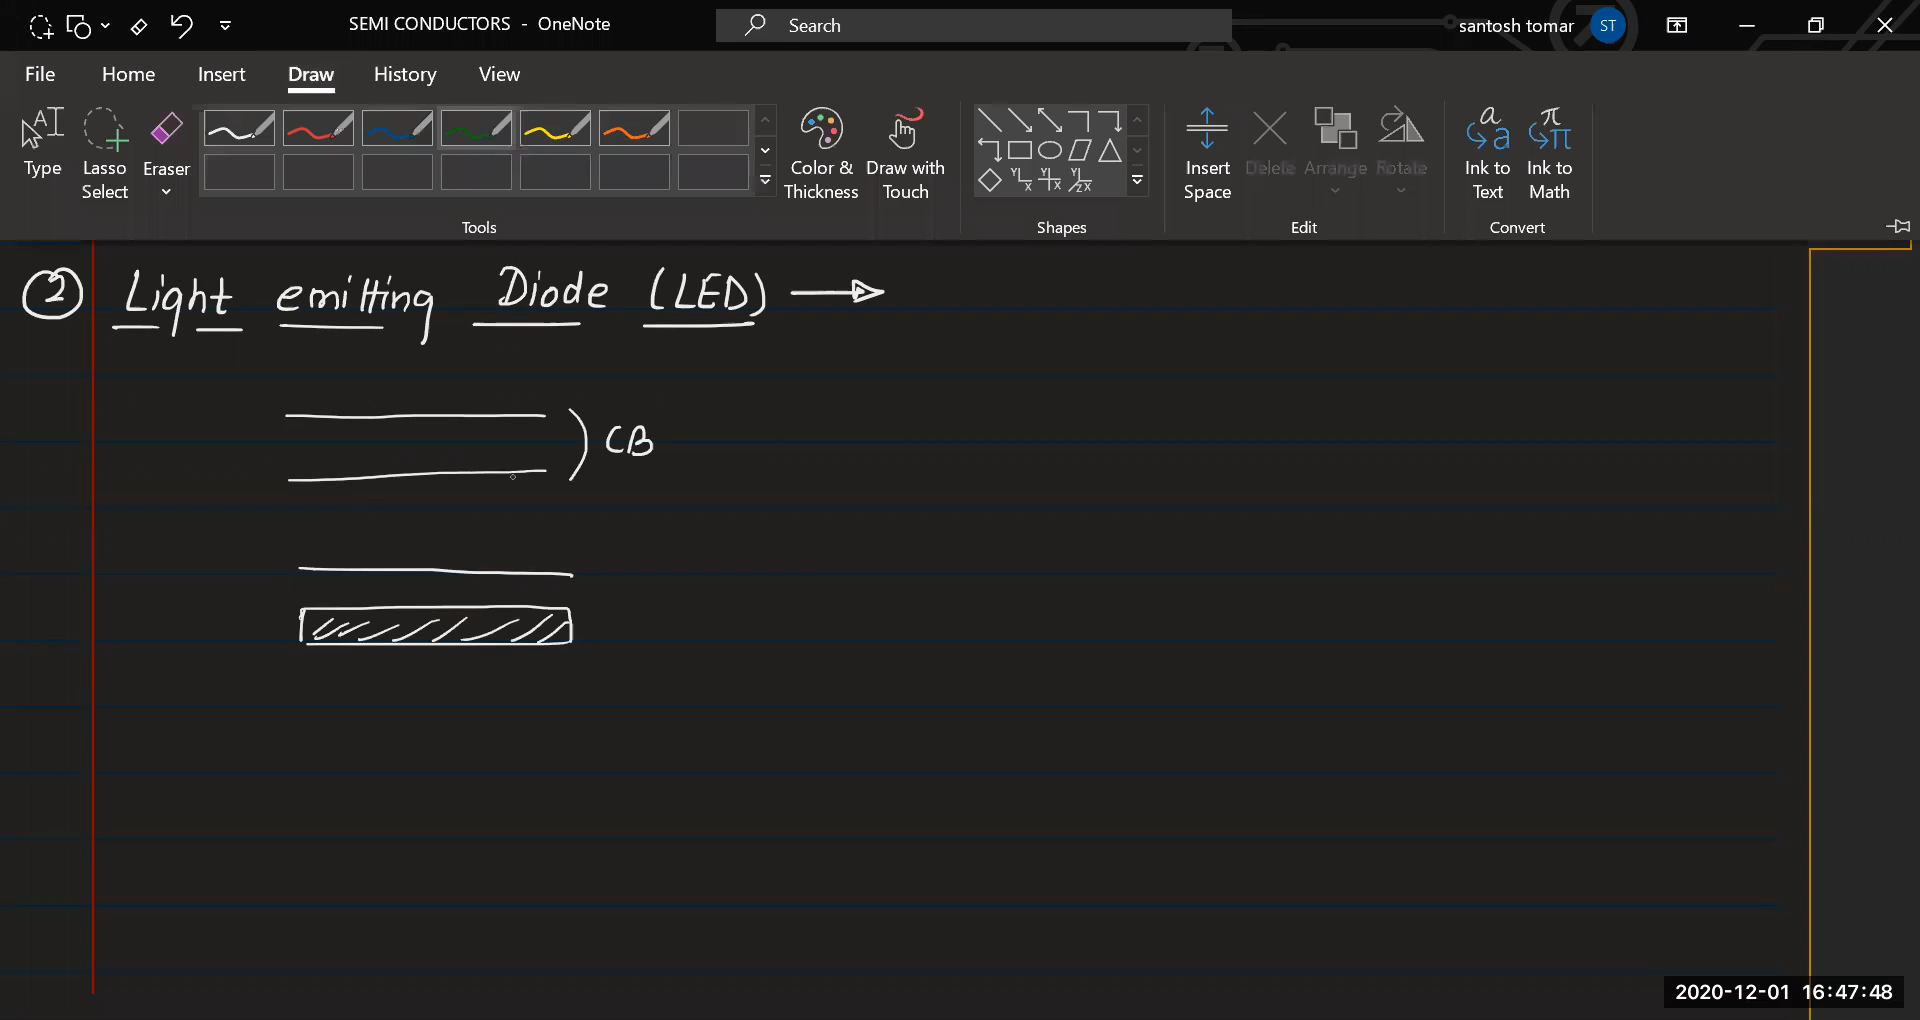 SEMI CONDUCTORS - OneNote
Search
santosh tomar ST
File Home Insert Draw History View
Type
Lasso Select
Eraser
Color & Thickness
Draw with Touch
Insert Space
Delete
Arrange
Rotate
Ink to Text
Ink to Math
Tools
Shapes
Edit
Convert
② Light emitting Diode (LED)
CB
2020-12-01 16:47:48